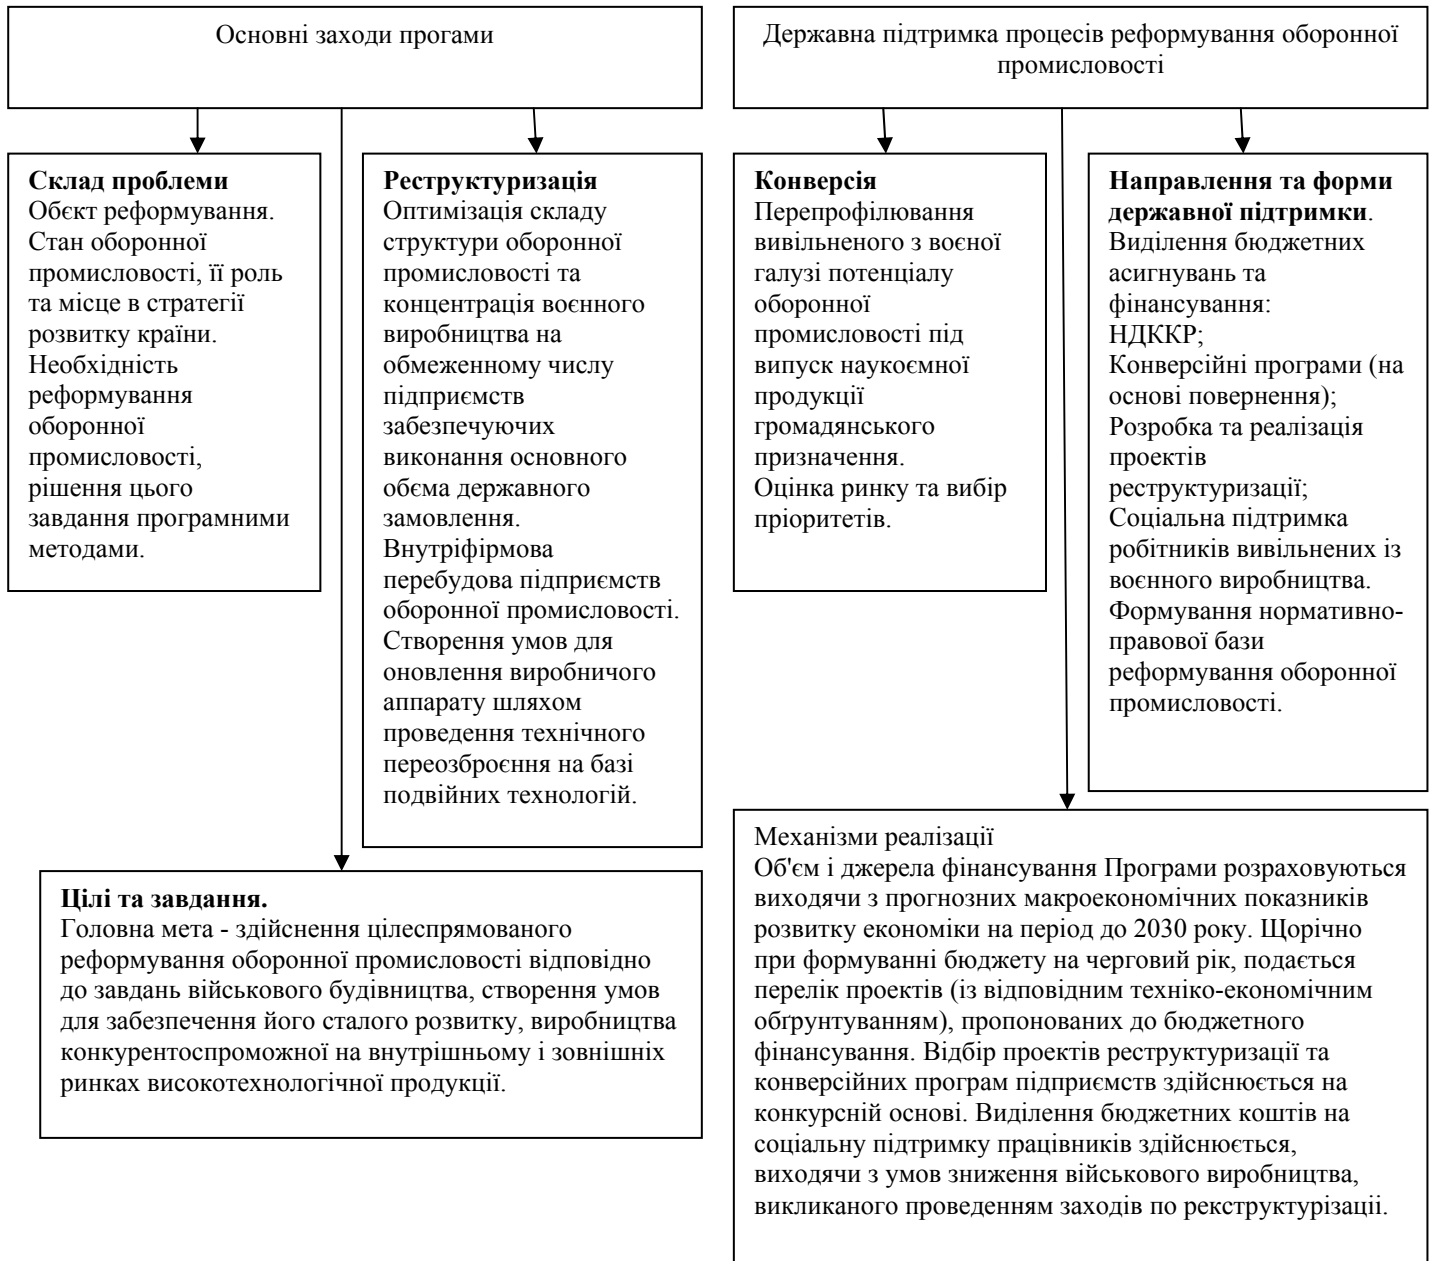 Основні заходи прогами
Державна підтримка процесів реформування оборонної
промисловості
Склад проблеми
Обєкт реформування.
Стан оборонної
промисловості, її роль
та місце в стратегії
розвитку країни.
Необхідність
реформування
оборонної
промисловості,
рішення цього
завдання програмними
методами.
Реструктуризація
Оптимізація складу
структури оборонної
промисловості та
концентрація воєнного
виробництва на
обмеженному числу
підприємств
забезпечуючих
виконання основного
обєма державного
замовлення.
Внутріфірмова
перебудова підприємств
оборонної промисловості.
Створення умов для
оновлення виробничого
аппарату шляхом
проведення технічного
переозброєння на базі
подвійних технологій.
Конверсія
Перепрофілювання
вивільненого з воєної
галузі потенціалу
оборонної
промисловості під
випуск наукоємної
продукції
громадянського
призначення.
Оцінка ринку та вибір
пріоритетів.
Направлення та форми
державної підтримки.
Виділення бюджетних
асигнувань та
фінансування:
НДККР;
Конверсійні програми (на
основі повернення);
Розробка та реалізація
проектів
реструктуризації;
Соціальна підтримка
робітників вивільнених із
воєнного виробництва.
Формування нормативно-
правової бази
реформування оборонної
промисловості.
Цілі та завдання.
Головна мета - здійснення цілеспрямованого
реформування оборонної промисловості відповідно
до завдань військового будівництва, створення умов
для забезпечення його сталого розвитку, виробництва
конкурентоспроможної на внутрішньому і зовнішніх
ринках високотехнологічної продукції.
Механізми реалізації
Об'єм і джерела фінансування Програми розраховуються
виходячи з прогнозних макроекономічних показників
розвитку економіки на період до 2030 року. Щорічно
при формуванні бюджету на черговий рік, подається
перелік проектів (із відповідним техніко-економічним
обґрунтуванням), пропонованих до бюджетного
фінансування. Відбір проектів реструктуризації та
конверсійних програм підприємств здійснюється на
конкурсній основі. Виділення бюджетних коштів на
соціальну підтримку працівників здійснюється,
виходячи з умов зниження військового виробництва,
викликаного проведенням заходів по рекструктурізаціі.